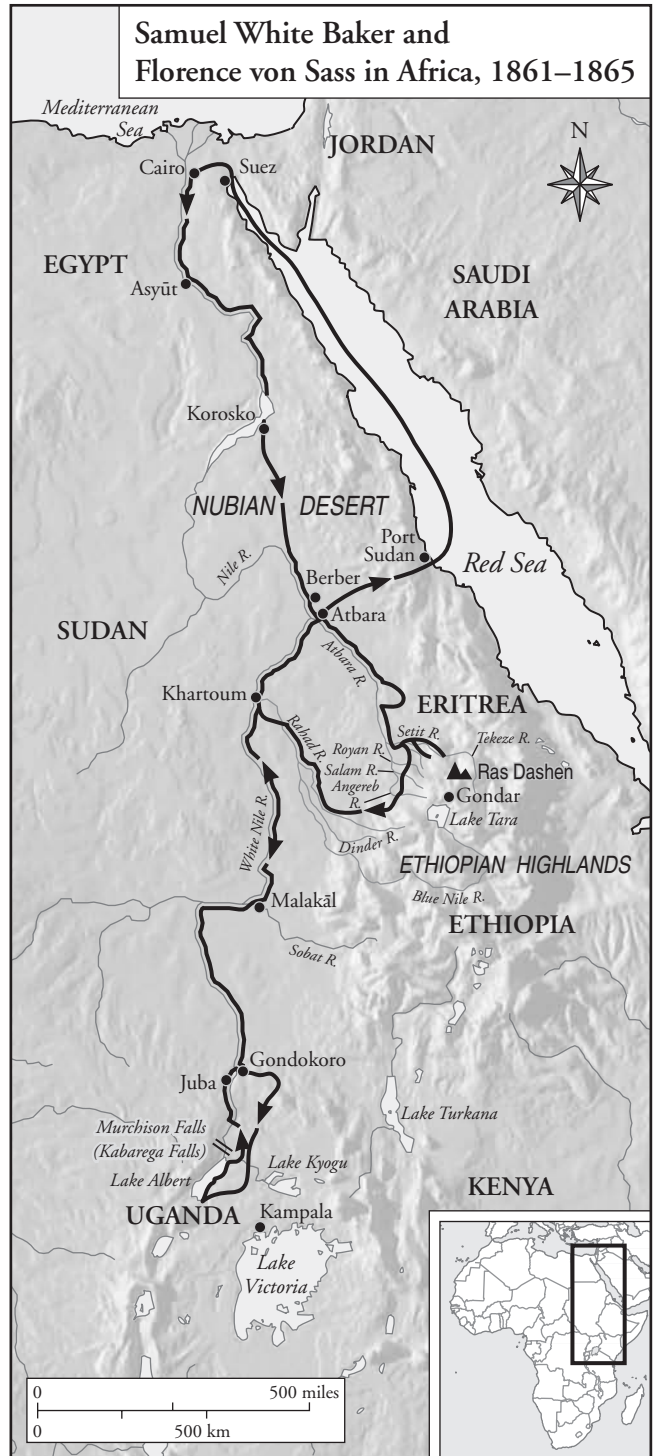 Samuel White Baker and
Florence von Sass in Africa, 1861–1865
Mediterranean
Sea
JORDAN
N
Cairo
Suez
EGYPT
SAUDI
ARABIA
Asyūt
Korosko
NUBIAN DESERT
Port
Sudan
Red Sea
Nile R.
Berber
Atbara
SUDAN
Atbara R.
Khartoum
ERITREA
Rahad R.
Setit R.
Tekeze R.
Royan R.
Salam R.
Angereb
R.
Ras Dashen
Gondar
Lake Tara
White Nile R.
Dinder R.
ETHIOPIAN HIGHLANDS
Blue Nile R.
Malakāl
ETHIOPIA
Sobat R.
Gondokoro
Juba
Lake Turkana
Murchison Falls
(Kabarega Falls)
Lake Albert
Lake Kyogu
KENYA
UGANDA
Kampala
Lake
Victoria
0 500 miles
0 500 km